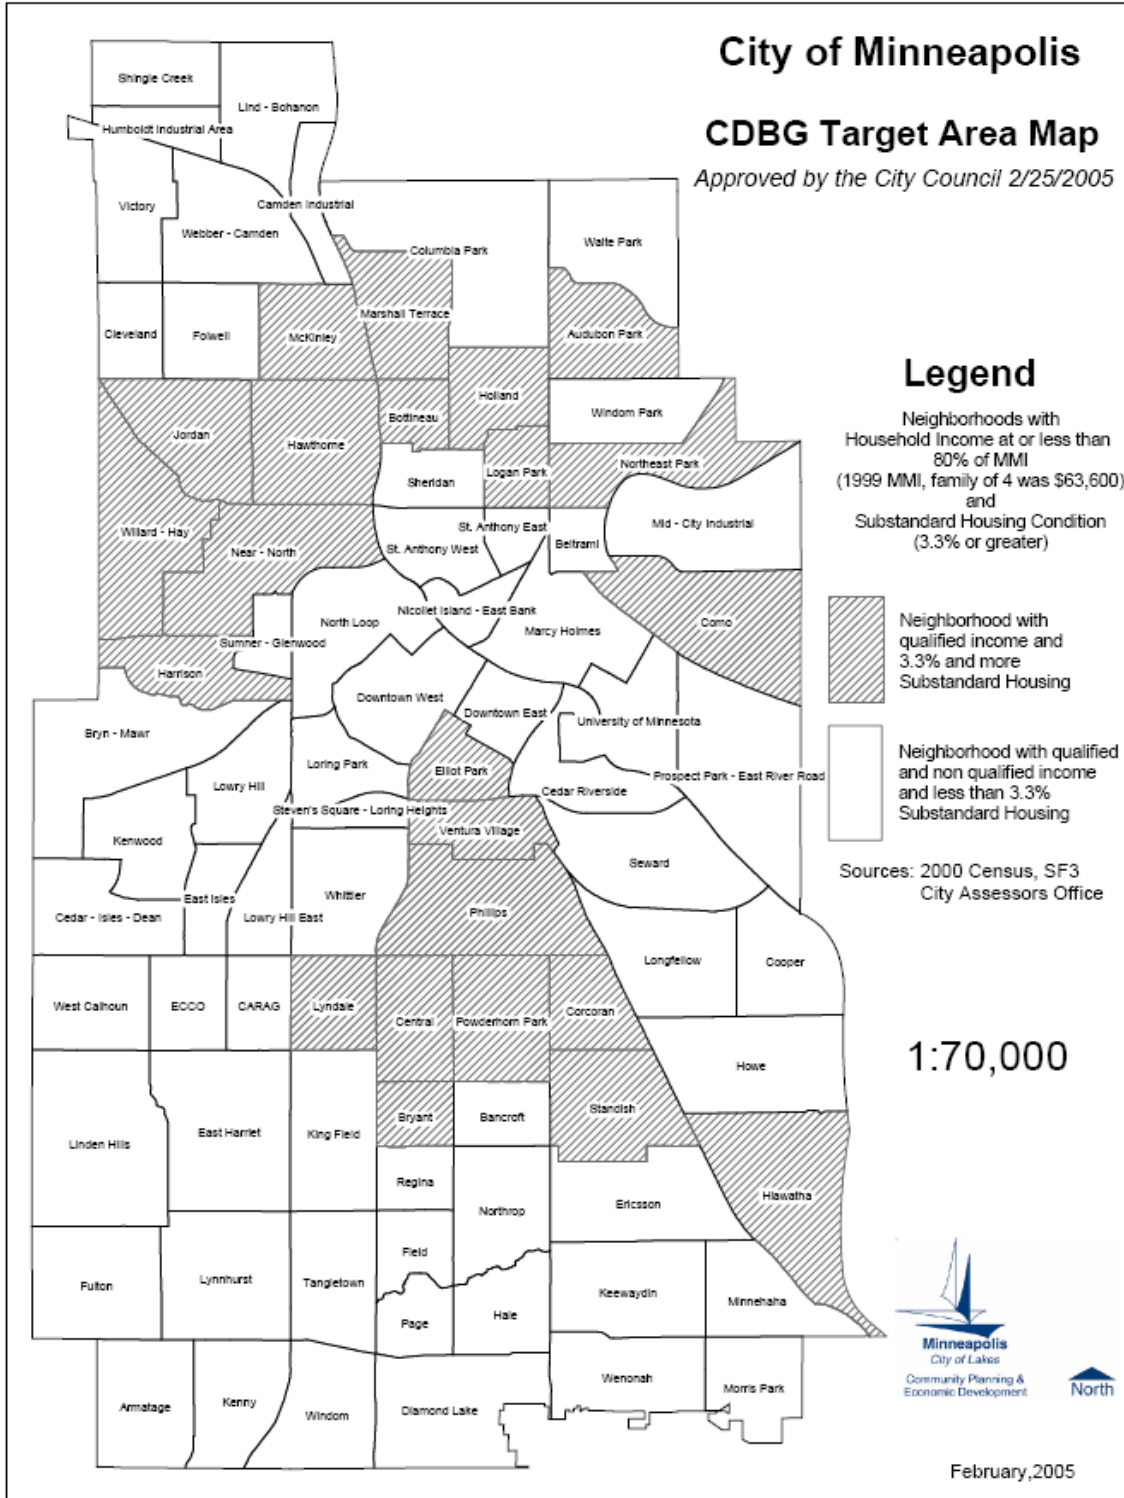 City of Minneapolis
CDBG Target Area Map
Approved by the City Council 2/25/2005
Shingle Creek
Lind - Bohanon
Humboldt Industrial Area
Victory
Camden Industrial
Webber - Camden
Columbia Park
Waite Park
Marshall Terrace
Cleveland
Folwell
McKinley
Audubon Park
Holland
Bottineau
Windom Park
Jordan
Hawthorne
Logan Park
Northeast Park
Sheridan
Willard - Hay
Near - North
St. Anthony East
St. Anthony West
Beltrami
Mid - City Industrial
Nicollet Island - East Bank
North Loop
Marcy Holmes
Como
Sumner - Glenwood
Harrison
Downtown West
Downtown East
University of Minnesota
Bryn - Mawr
Loring Park
Elliot Park
Prospect Park - East River Road
Lowry Hill
Cedar Riverside
Steven's Square - Loring Heights
Ventura Village
Kenwood
Seward
East Isles
Whittier
Cedar - Isles - Dean
Lowry Hill East
Phillips
Longfellow
Cooper
West Calhoun
ECCO
CARAG
Lyndale
Central
Powderhorn Park
Corcoran
Howe
Bryant
Bancroft
Standish
Linden Hills
East Harriet
King Field
Regina
Northrop
Ericsson
Hiawatha
Field
Fulton
Lynnhurst
Tangletown
Page
Hale
Keewaydin
Minnehaha
Wenonah
Morris Park
Armatage
Kenny
Windom
Diamond Lake
Legend
Neighborhoods with
Household Income at or less than
80% of MMI
(1999 MMI, family of 4 was $63,600)
and
Substandard Housing Condition
(3.3% or greater)
Neighborhood with
qualified income and
3.3% and more
Substandard Housing
Neighborhood with qualified
and non qualified income
and less than 3.3%
Substandard Housing
Sources: 2000 Census, SF3
City Assessors Office
1:70,000
Minneapolis
City of Lakes
Community Planning &
Economic Development
North
February,2005